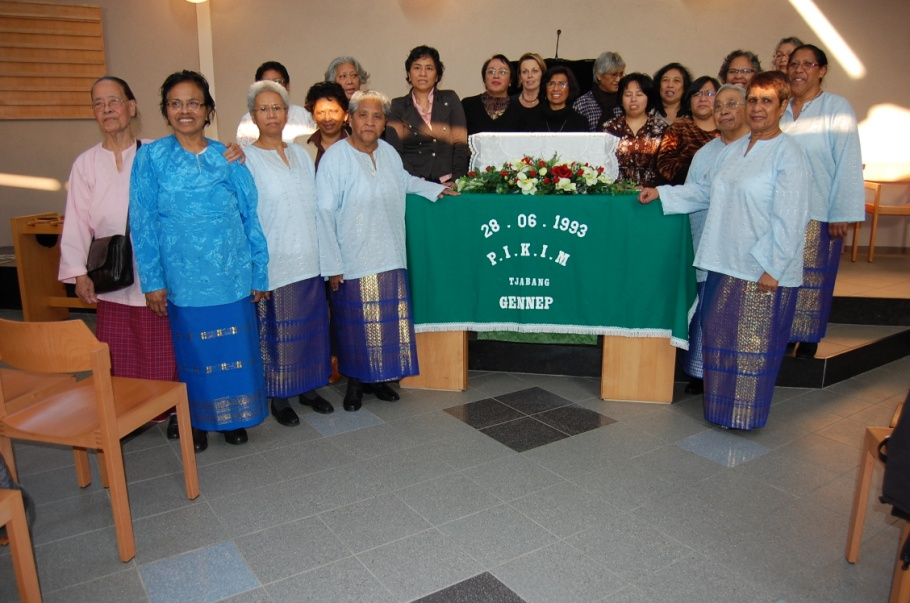 28 . 06 . 1993
P.I.K.I.M
TJABANG
GENNEP